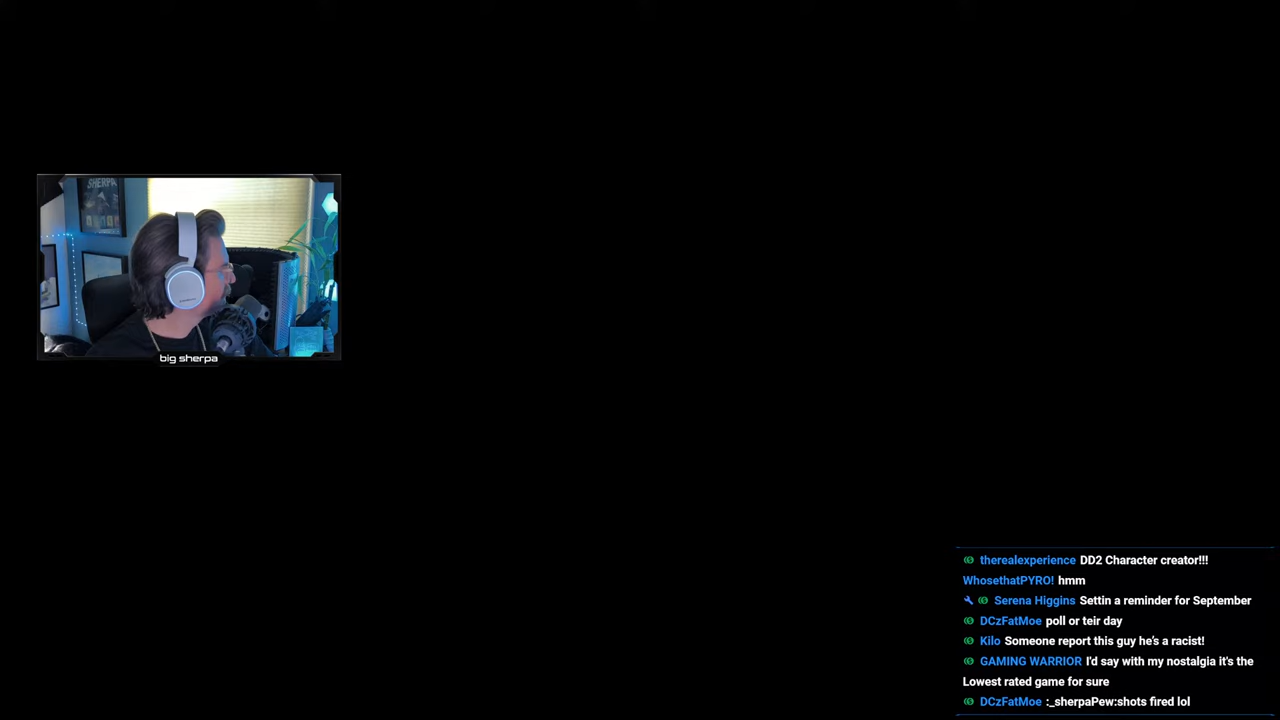 SHERPA
big sherpa
therealexperience DD2 Character creator!!!
WhosethatPYRO! hmm
Serena Higgins Settin a reminder for September
DCzFatMoe poll or teir day
Kilo Someone report this guy he's a racist!
GAMING WARRIOR I'd say with my nostalgia it's the
Lowest rated game for sure
DCzFatMoe :_sherpaPew:shots fired lol